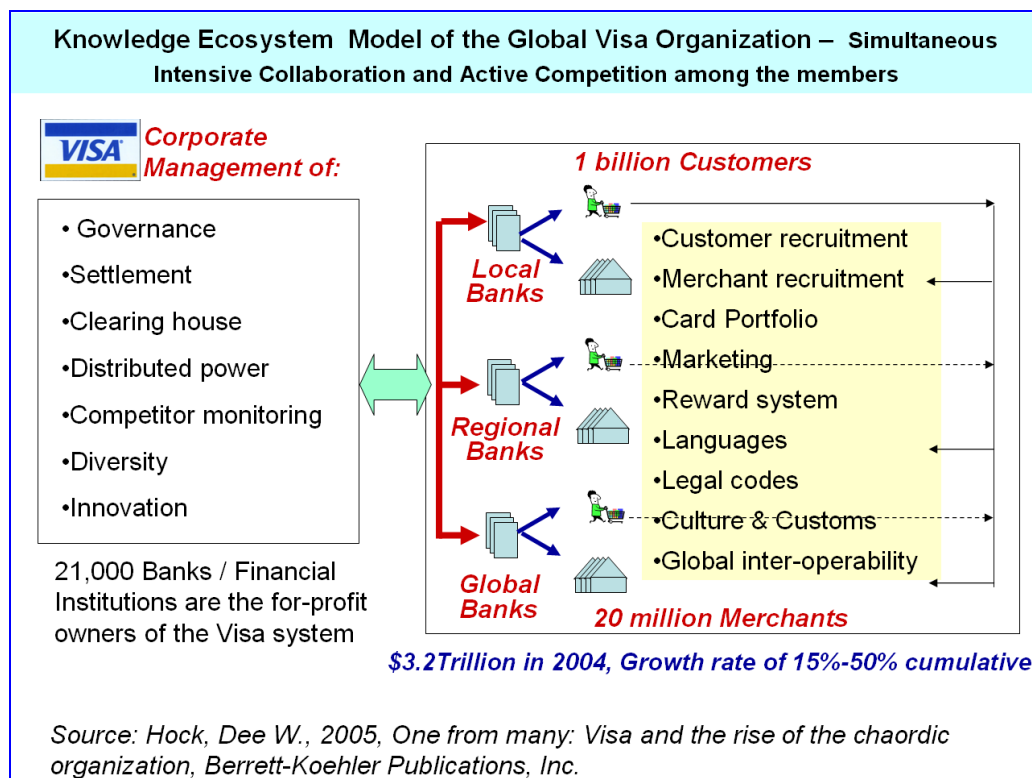 Knowledge Ecosystem Model of the Global Visa Organization – Simultaneous
Intensive Collaboration and Active Competition among the members
VISA
Corporate
Management of:
• Governance
•Settlement
•Clearing house
•Distributed power
•Competitor monitoring
•Diversity
•Innovation
21,000 Banks / Financial
Institutions are the for-profit
owners of the Visa system
1 billion Customers
Local
Banks
Regional
Banks
Global
Banks
•Customer recruitment
•Merchant recruitment
•Card Portfolio
•Marketing
•Reward system
•Languages
•Legal codes
•Culture & Customs
•Global inter-operability
20 million Merchants
$3.2Trillion in 2004, Growth rate of 15%-50% cumulative
Source: Hock, Dee W., 2005, One from many: Visa and the rise of the chaordic
organization, Berrett-Koehler Publications, Inc.